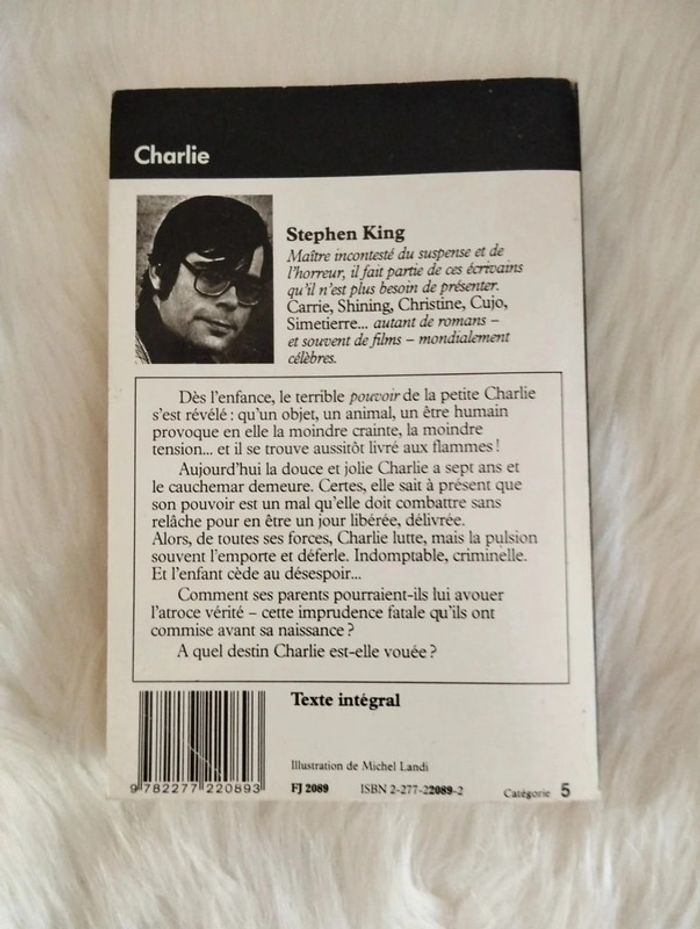 Charlie
Stephen King
Maître incontesté du suspense et de
l'horreur, il fait partie de ces écrivains
qu'il n'est plus besoin de présenter.
Carrie, Shining, Christine, Cujo,
Simetierre... autant de romans –
et souvent de films – mondialement
célèbres.
Dès l'enfance, le terrible pouvoir de la petite Charlie
s'est révélé : qu'un objet, un animal, un être humain
provoque en elle la moindre crainte, la moindre
tension... et il se trouve aussitôt livré aux flammes !
Aujourd'hui la douce et jolie Charlie a sept ans et
le cauchemar demeure. Certes, elle sait à présent que
son pouvoir est un mal qu'elle doit combattre sans
relâche pour en être un jour libérée, délivrée.
Alors, de toutes ses forces, Charlie lutte, mais la pulsion
souvent l'emporte et déferle. Indomptable, criminelle.
Et l'enfant cède au désespoir...
Comment ses parents pourraient-ils lui avouer
l'atroce vérité – cette imprudence fatale qu'ils ont
commise avant sa naissance ?
A quel destin Charlie est-elle vouée ?
Texte intégral
Illustration de Michel Landi
9 782277 220893 FJ 2089 ISBN 2-277-22089-2 Catégorie 5